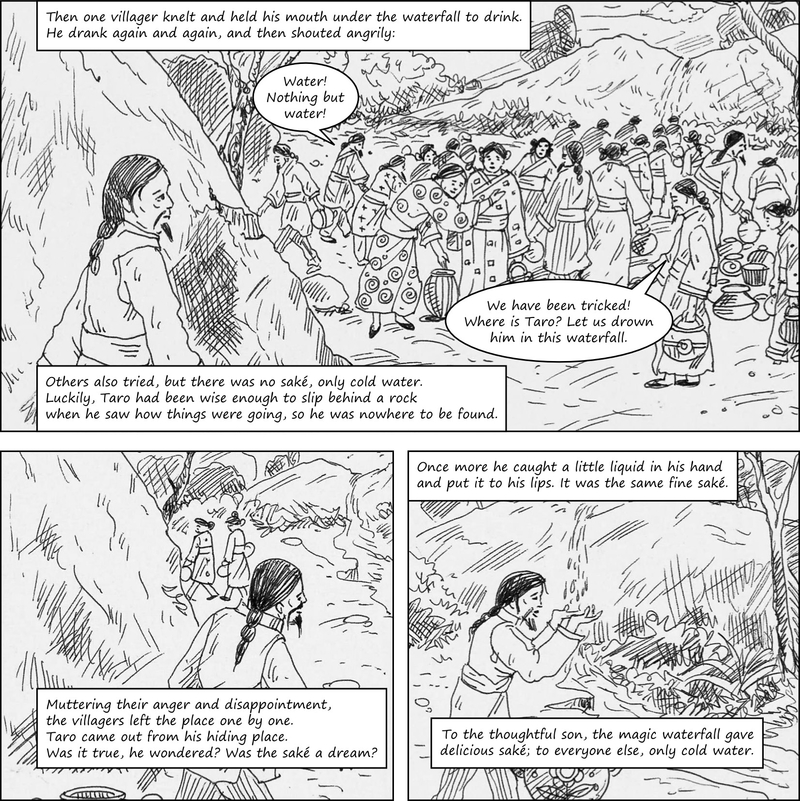 Then one villager knelt and held his mouth under the waterfall to drink.
He drank again and again, and then shouted angrily:
Water!
Nothing but
water!
We have been tricked!
Where is Taro? Let us drown
him in this waterfall.
Others also tried, but there was no saké, only cold water.
Luckily, Taro had been wise enough to slip behind a rock
when he saw how things were going, so he was nowhere to be found.
Muttering their anger and disappointment,
the villagers left the place one by one.
Taro came out from his hiding place.
Was it true, he wondered? Was the saké a dream?
Once more he caught a little liquid in his hand
and put it to his lips. It was the same fine saké.
To the thoughtful son, the magic waterfall gave
delicious saké; to everyone else, only cold water.